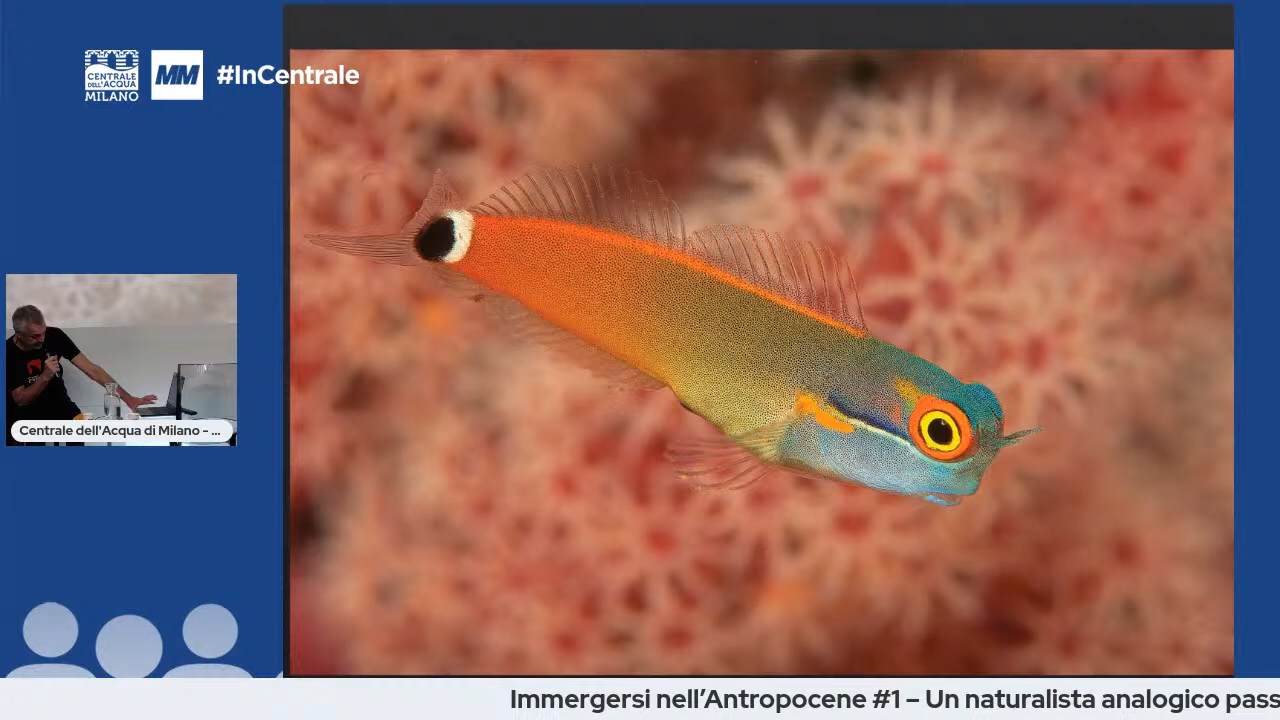 CENTRALE
DELL'ACQUA
MILANO
MM
#InCentrale
Centrale dell'Acqua di Milano - ...
Immergersi nell'Antropocene #1 – Un naturalista analogico pass